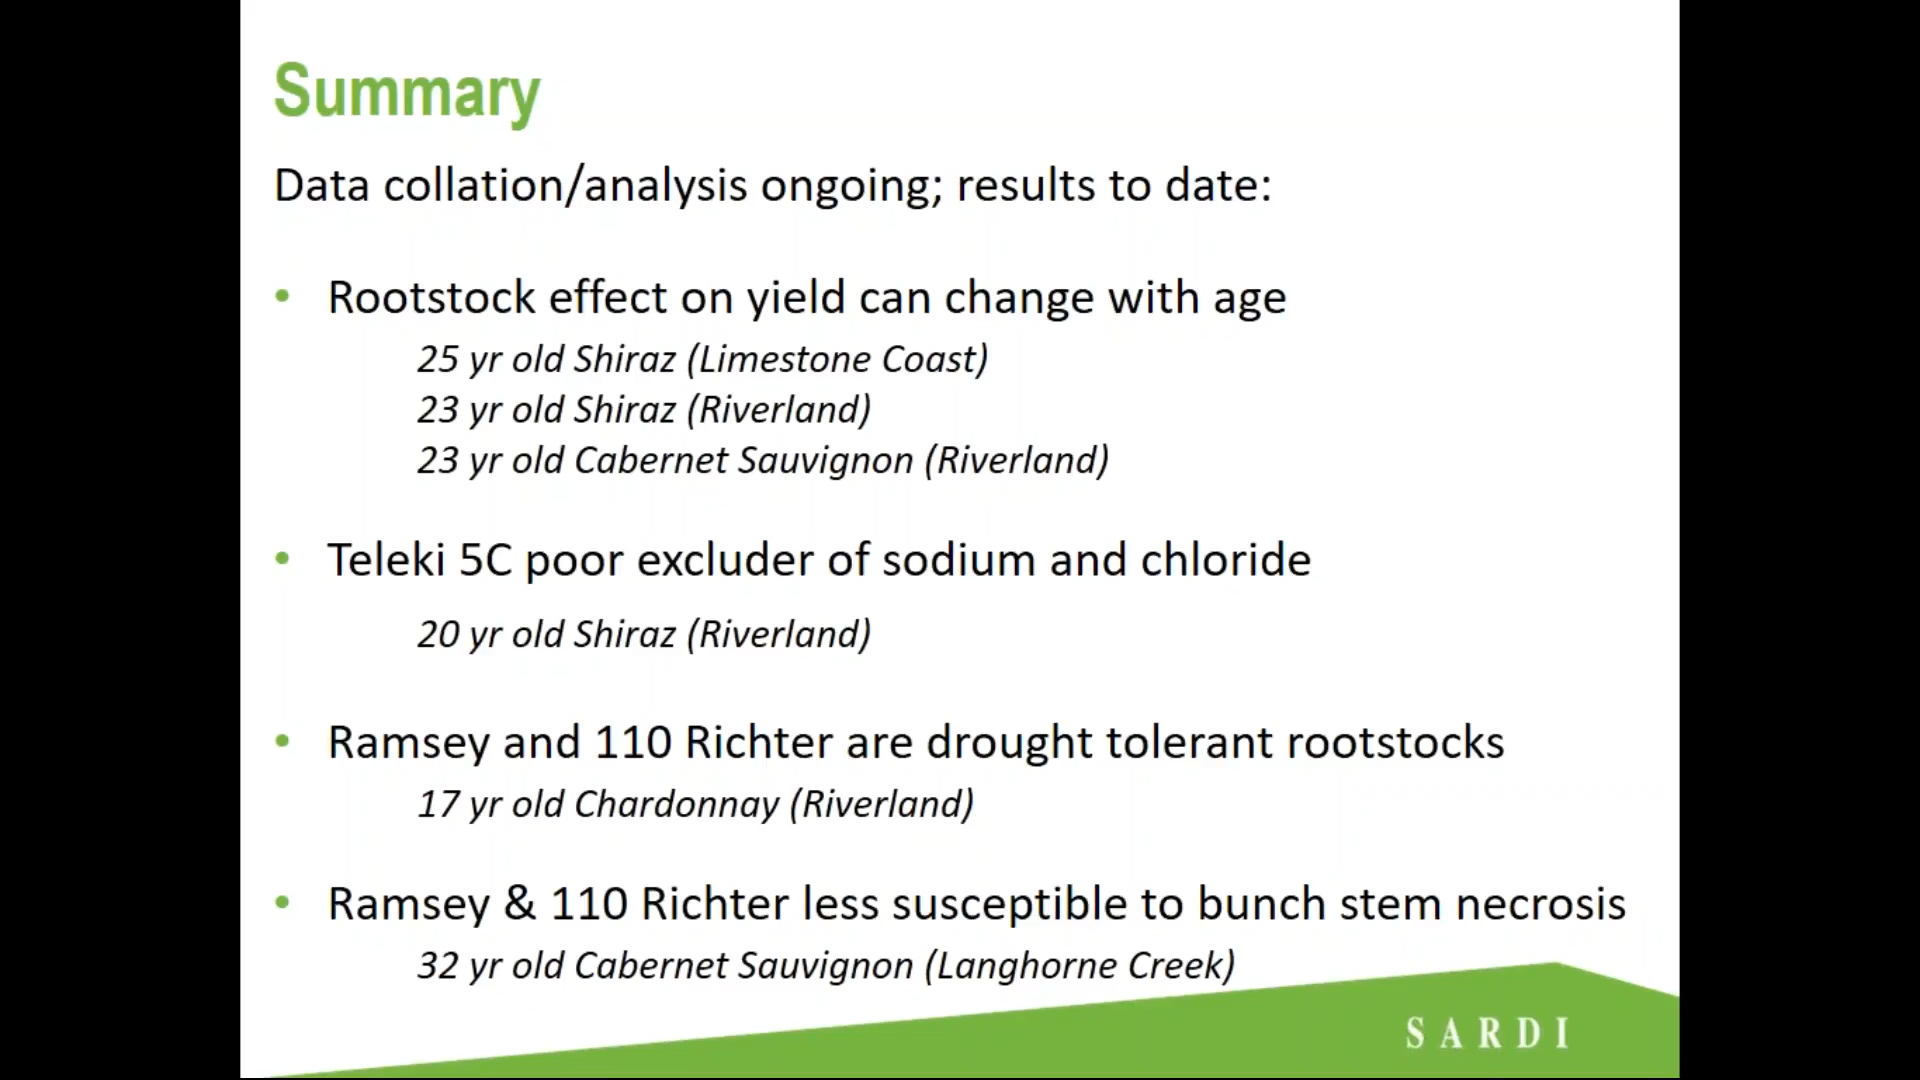 Summary
Data collation/analysis ongoing; results to date:
• Rootstock effect on yield can change with age
25 yr old Shiraz (Limestone Coast)
23 yr old Shiraz (Riverland)
23 yr old Cabernet Sauvignon (Riverland)
• Teleki 5C poor excluder of sodium and chloride
20 yr old Shiraz (Riverland)
• Ramsey and 110 Richter are drought tolerant rootstocks
17 yr old Chardonnay (Riverland)
• Ramsey & 110 Richter less susceptible to bunch stem necrosis
32 yr old Cabernet Sauvignon (Langhorne Creek)
SARDI